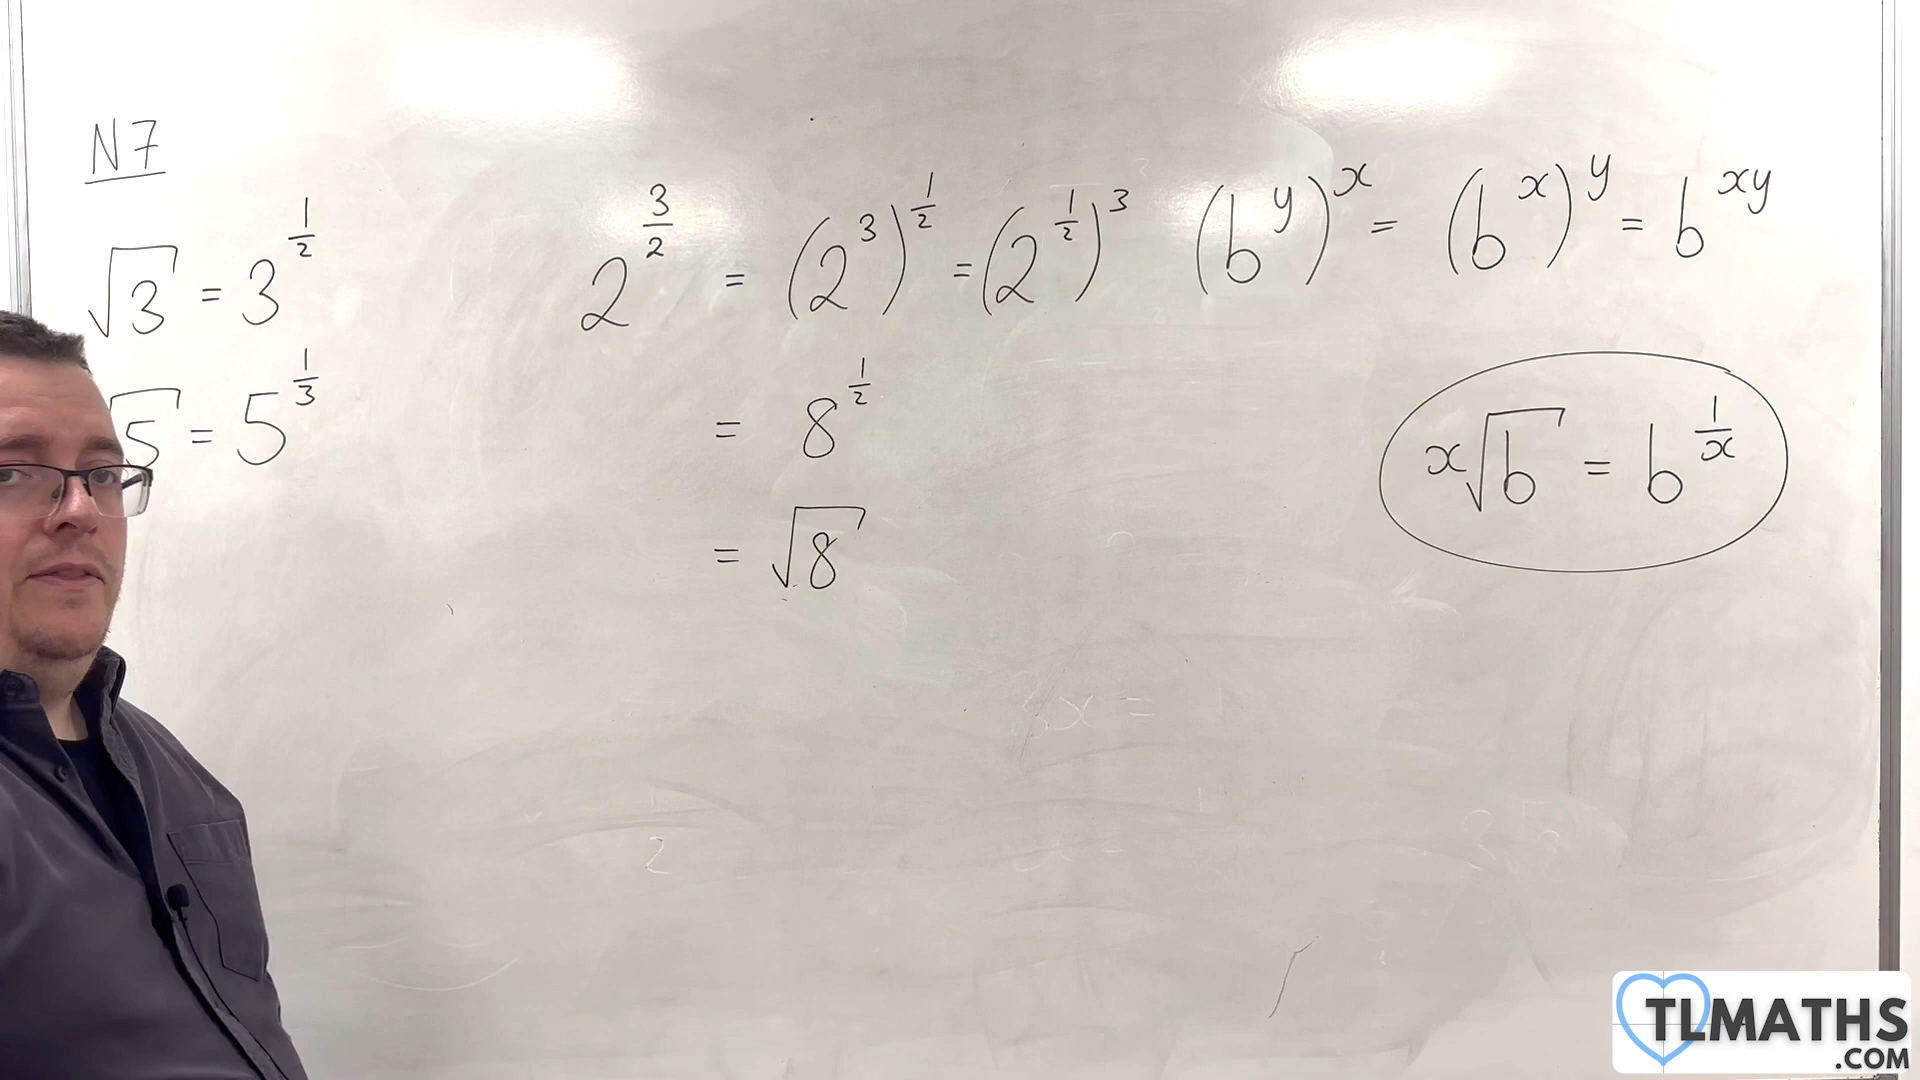 N7
√3 = 3^(1/2)
2^(3/2) = (2^3)^(1/2) = (2^(1/2))^3
(b^y)^x = (b^x)^y = b^(xy)
√5 = 5^(1/3)
= 8^(1/2)
ˣ√b = b^(1/x)
= √8
TLMATHS
.COM